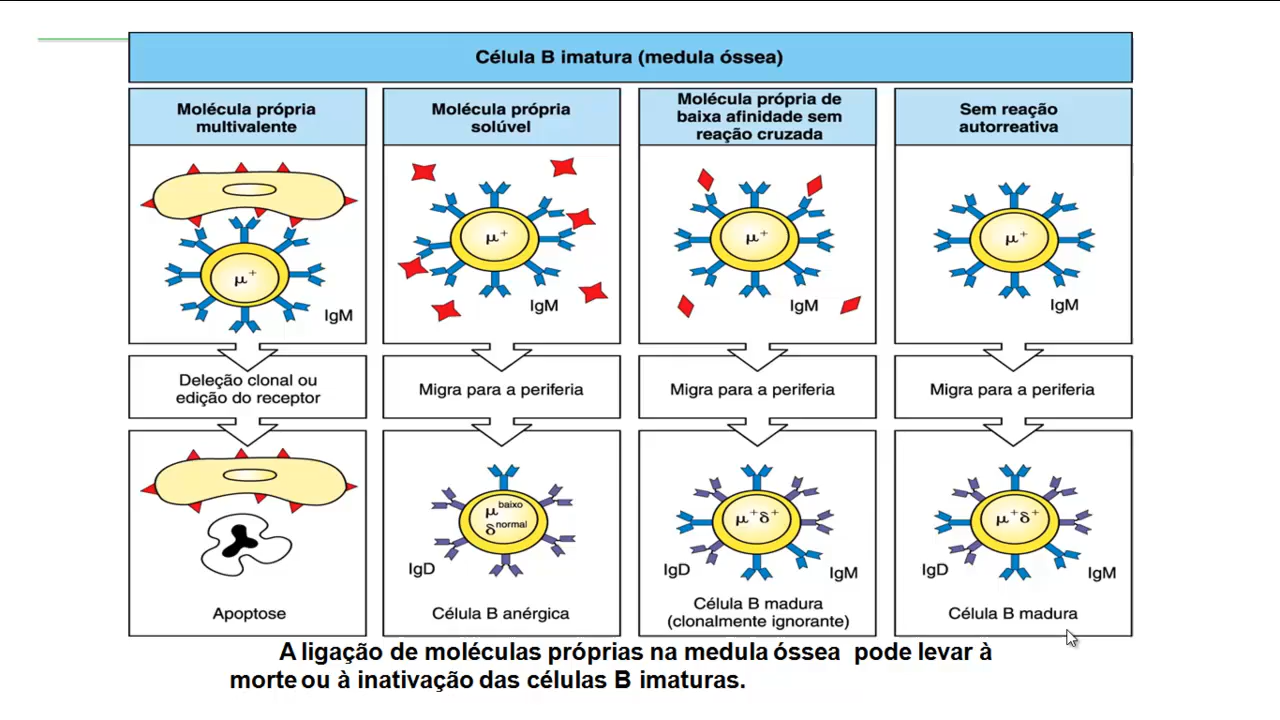 Célula B imatura (medula óssea)
Molécula própria
multivalente
Molécula própria
solúvel
Molécula própria de
baixa afinidade sem
reação cruzada
Sem reação
autorreativa
μ+
IgM
μ+
IgM
μ+
IgM
μ+
IgM
Deleção clonal ou
edição do receptor
Migra para a periferia
Migra para a periferia
Migra para a periferia
Apoptose
μbaixo
δnormal
IgD
Célula B anérgica
μ+δ+
IgD
IgM
Célula B madura
(clonalmente ignorante)
μ+δ+
IgD
IgM
Célula B madura
A ligação de moléculas próprias na medula óssea pode levar à
morte ou à inativação das células B imaturas.